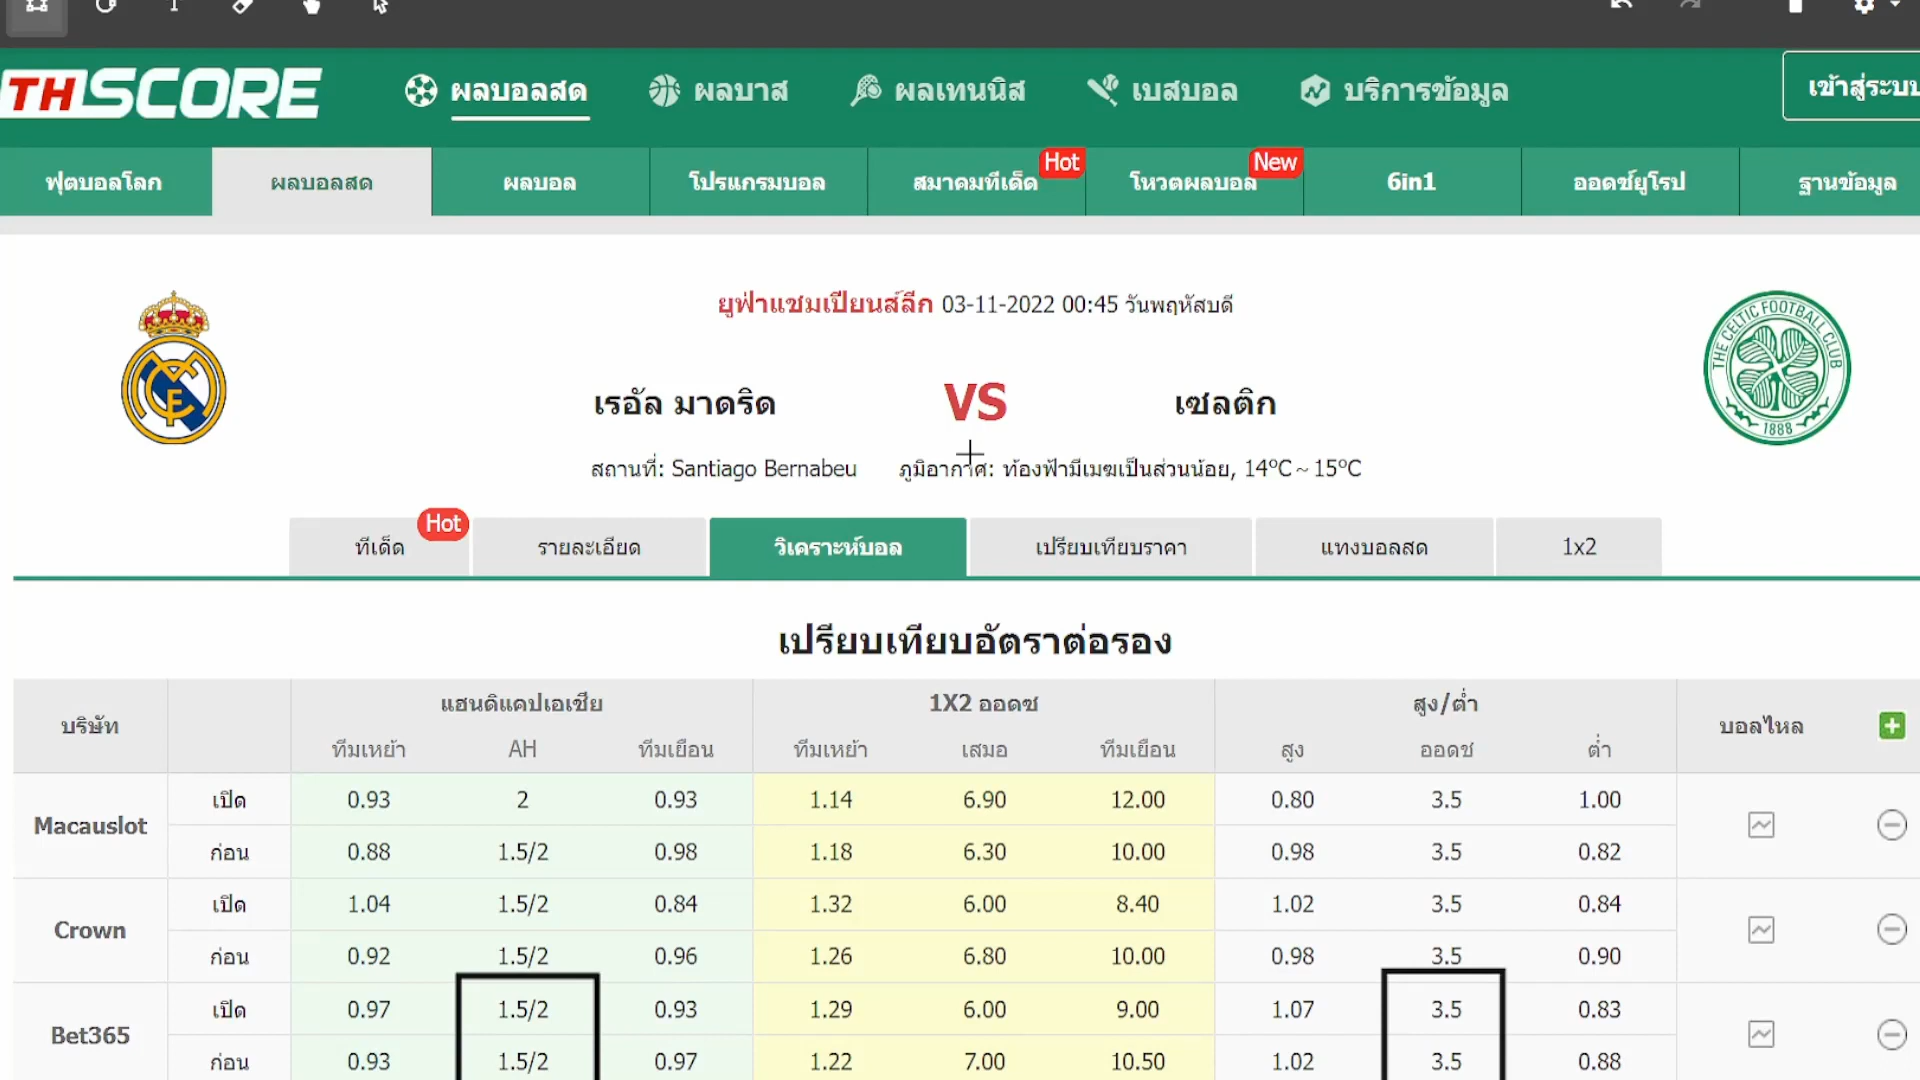 THSCORE ผลบอลสด ผลบาส ผลเทนนิส เบสบอล บริการข้อมูล เข้าสู่ระบบ
Hot New
ฟุตบอลโลก ผลบอลสด ผลบอล โปรแกรมบอล สมาคมทีเด็ด โหวตผลบอล 6in1 ออดช์ยูโรป ฐานข้อมูล
ยูฟ่าแชมเปียนส์ลีก 03-11-2022 00:45 วันพฤหัสบดี
THE CELTIC FOOTBALL CLUB
1888
เรอัล มาดริด VS เซลติก
สถานที่: Santiago Bernabeu ภูมิอากาศ: ท้องฟ้ามีเมฆเป็นส่วนน้อย, 14°C ~ 15°C
Hot
ทีเด็ด รายละเอียด วิเคราะห์บอล เปรียบเทียบราคา แทงบอลสด 1x2
เปรียบเทียบอัตราต่อรอง
บริษัท แฮนดิแคปเอเชีย 1X2 ออดช สูง/ต่ำ บอลไหล
ทีมเหย้า AH ทีมเยือน ทีมเหย้า เสมอ ทีมเยือน สูง ออดช ต่ำ
Macauslot เปิด 0.93 2 0.93 1.14 6.90 12.00 0.80 3.5 1.00
ก่อน 0.88 1.5/2 0.98 1.18 6.30 10.00 0.98 3.5 0.82
Crown เปิด 1.04 1.5/2 0.84 1.32 6.00 8.40 1.02 3.5 0.84
ก่อน 0.92 1.5/2 0.96 1.26 6.80 10.00 0.98 3.5 0.90
Bet365 เปิด 0.97 1.5/2 0.93 1.29 6.00 9.00 1.07 3.5 0.83
ก่อน 0.93 1.5/2 0.97 1.22 7.00 10.50 1.02 3.5 0.88